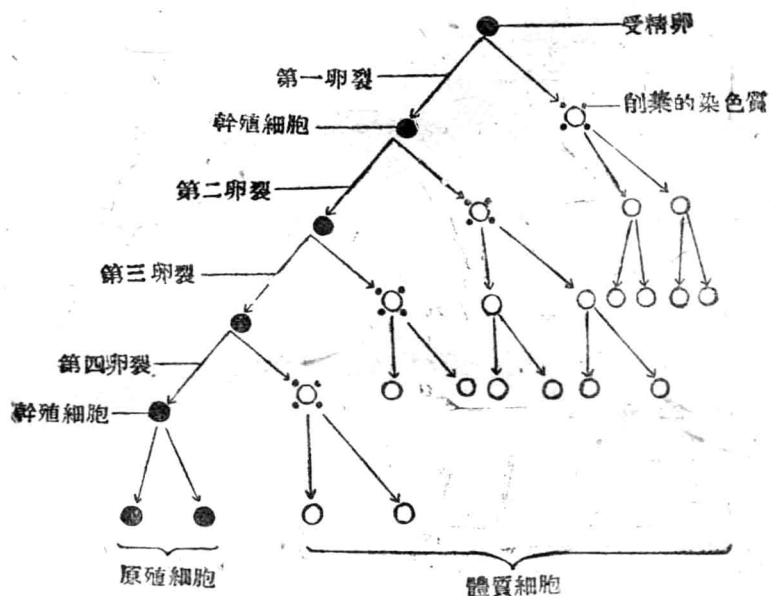 受精卵
第一卵裂
削棄的染色質
幹殖細胞
第二卵裂
第三卵裂
第四卵裂
幹殖細胞
原殖細胞
體質細胞